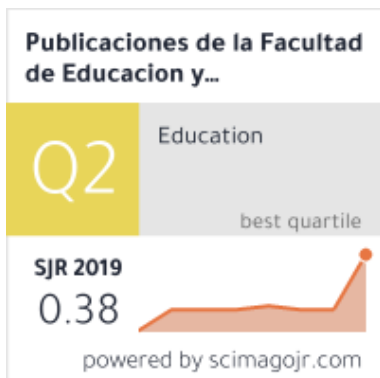 Publicaciones de la Facultad
de Educacion y...
Q2
Education
best quartile
SJR 2019
0.38
powered by scimagojr.com